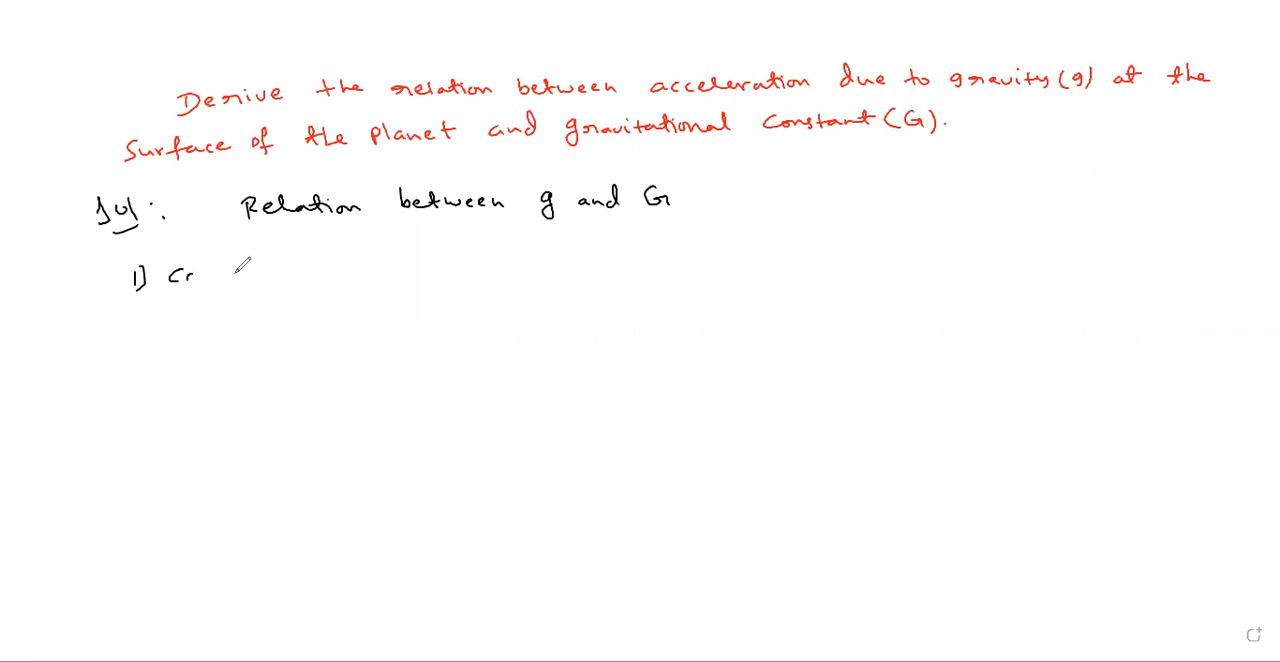 Derive the relation between acceleration due to gravity(g) at the
Surface of the planet and gravitational constant(G).
Sol:. Relation between g and G
1] Cr